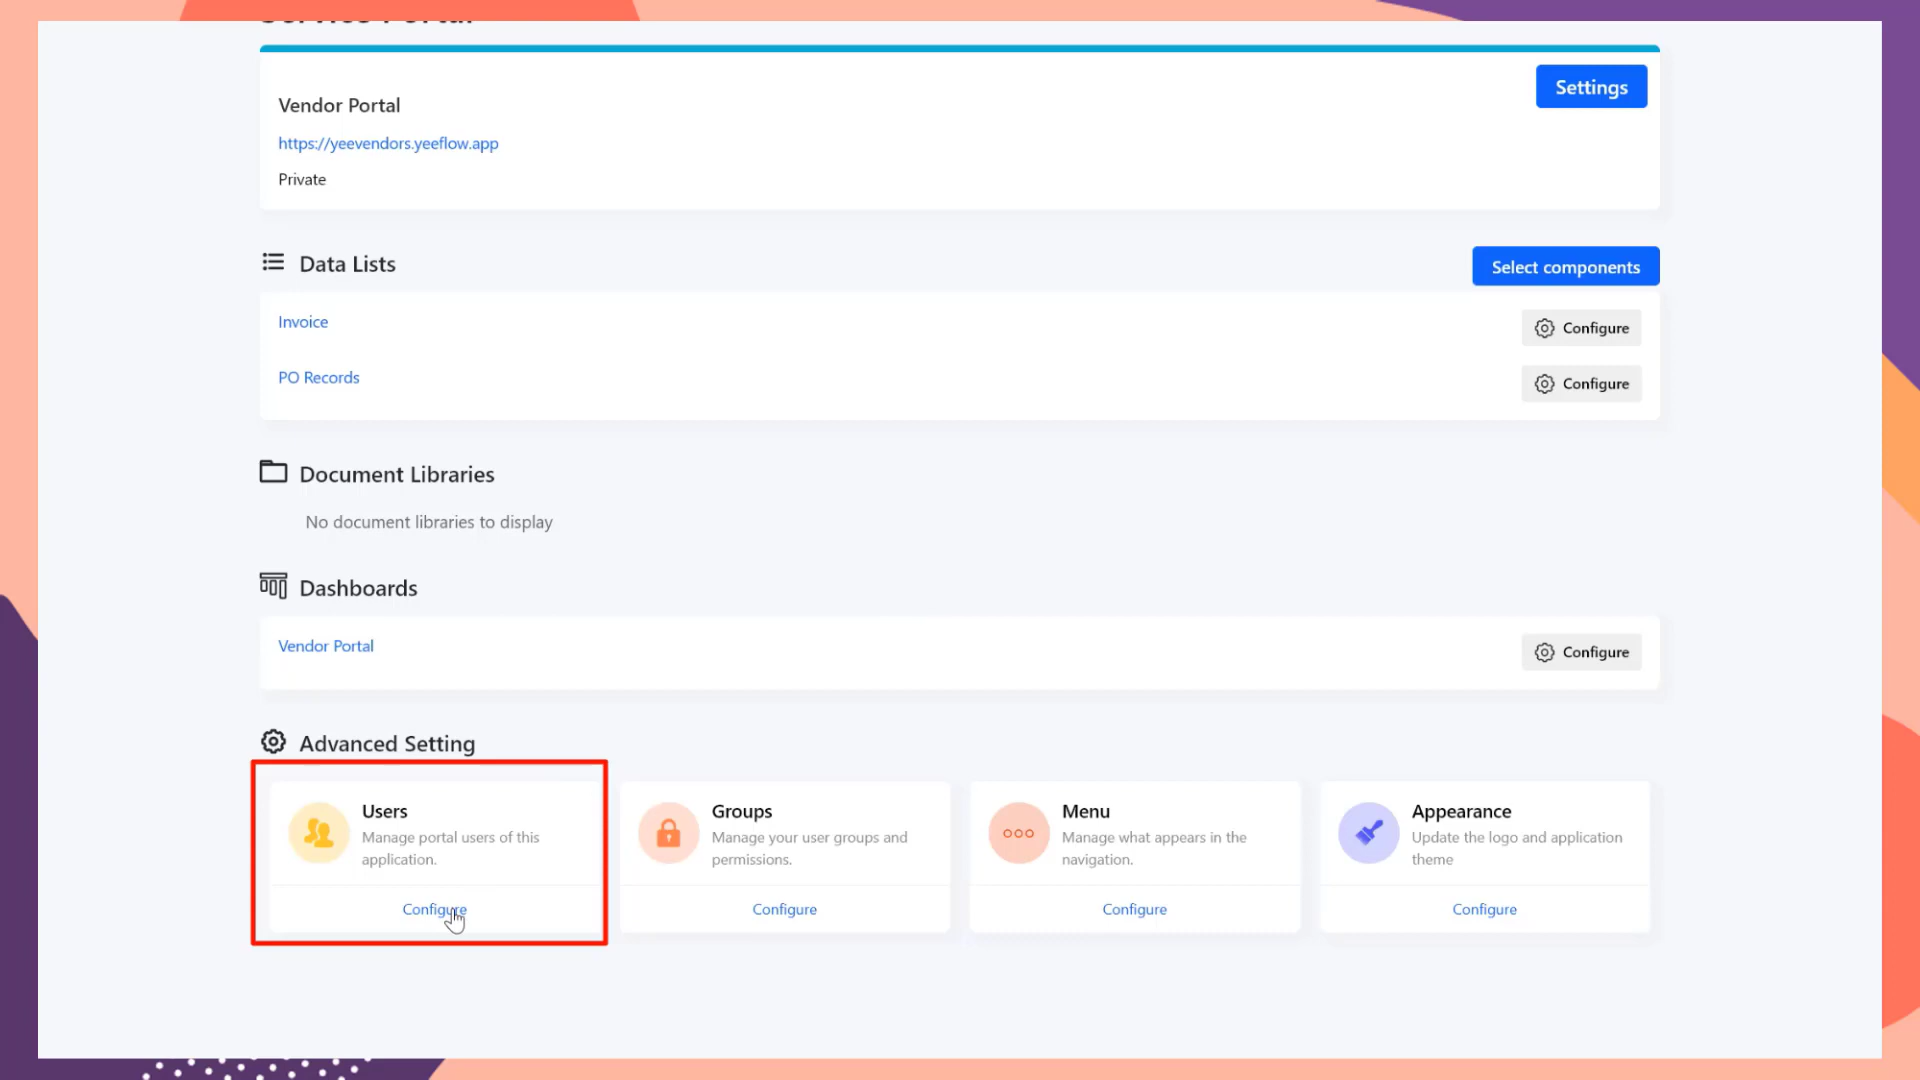 Service Portal
Vendor Portal
Settings
https://yeevendors.yeeflow.app
Private
Data Lists
Select components
Invoice
Configure
PO Records
Configure
Document Libraries
No document libraries to display
Dashboards
Vendor Portal
Configure
Advanced Setting
Users
Manage portal users of this
application.
Configure
Groups
Manage your user groups and
permissions.
Configure
Menu
Manage what appears in the
navigation.
Configure
Appearance
Update the logo and application
theme
Configure